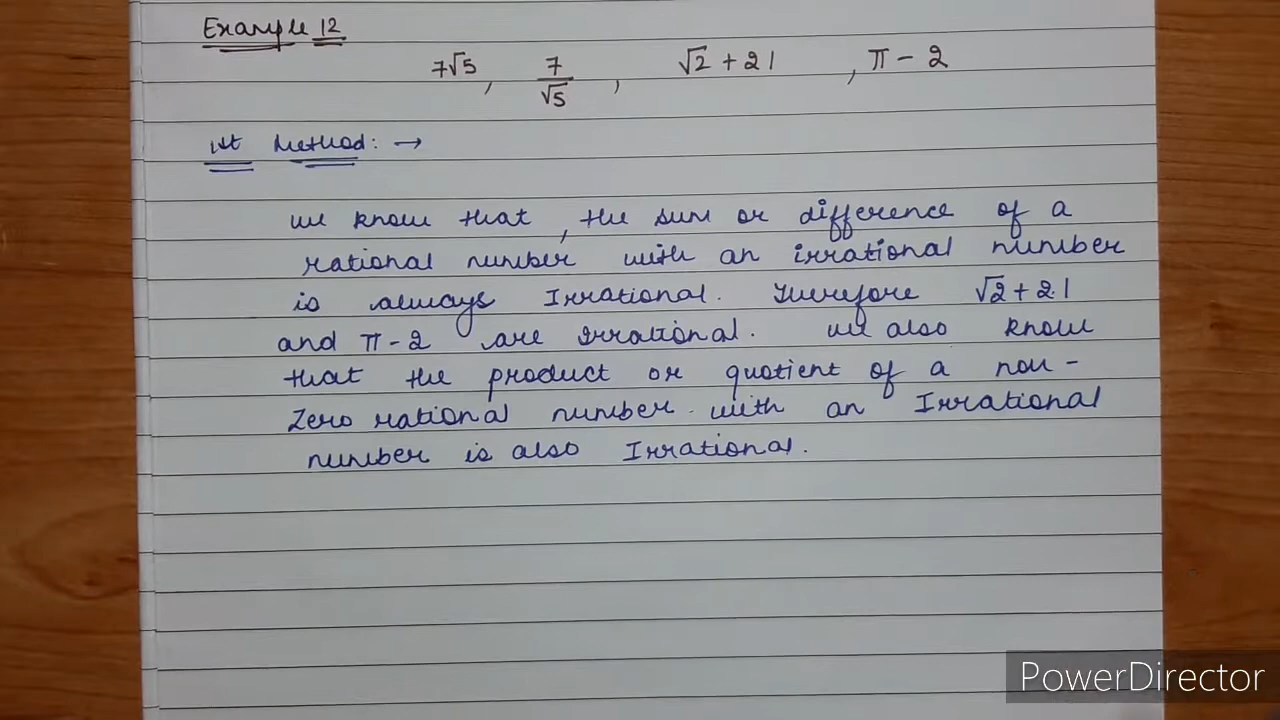 Example 12
7√5, 7/√5, √2 + 21, π - 2
1st Method: →
We know that, the sum or difference of a
rational number with an irrational number
is always Irrational. Therefore √2 + 2.1
and π - 2 are Irrational. We also know
that the product or quotient of a non-
Zero rational number with an Irrational
number is also Irrational.
PowerDirector